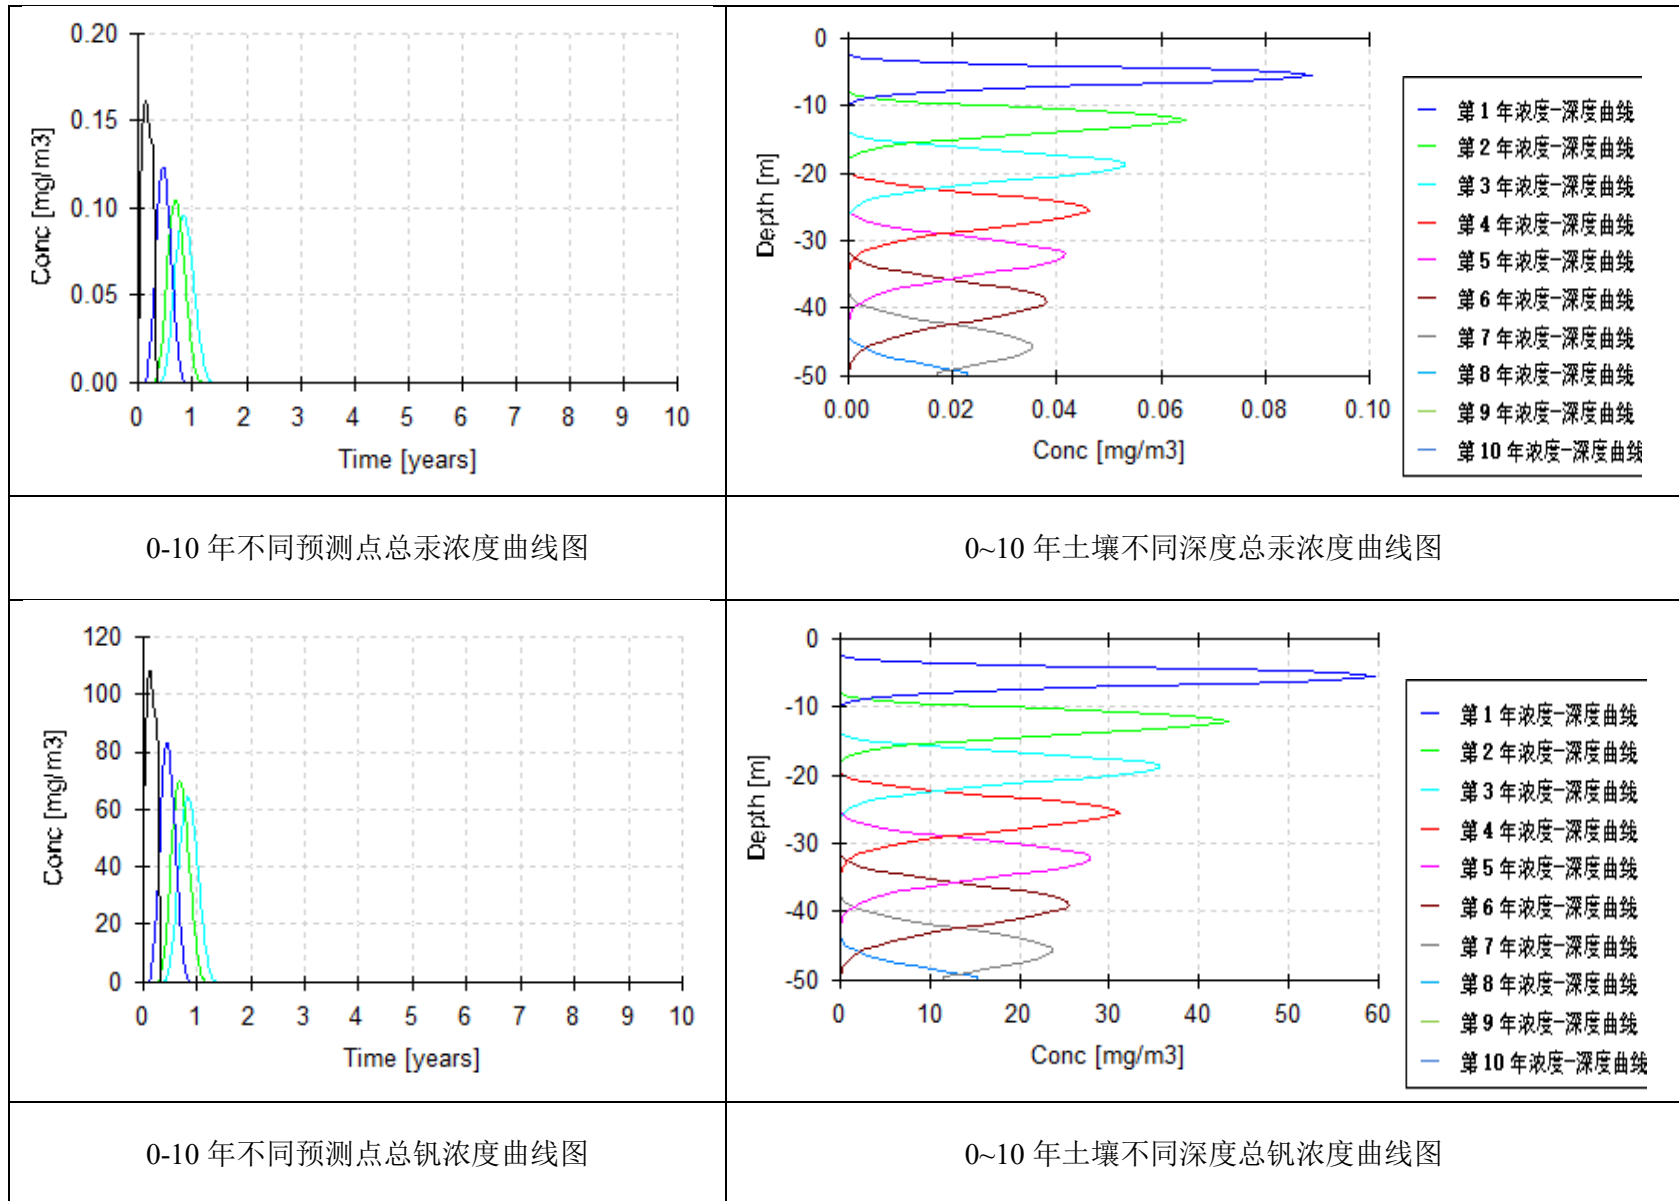 0.20
0.15
0.10
0.05
0.00
Conc [mg/m3]
0 1 2 3 4 5 6 7 8 9 10
Time [years]
0
-10
-20
-30
-40
-50
Depth [m]
0.00 0.02 0.04 0.06 0.08 0.10
Conc [mg/m3]
第1年浓度-深度曲线
第2年浓度-深度曲线
第3年浓度-深度曲线
第4年浓度-深度曲线
第5年浓度-深度曲线
第6年浓度-深度曲线
第7年浓度-深度曲线
第8年浓度-深度曲线
第9年浓度-深度曲线
第10年浓度-深度曲线
0-10 年不同预测点总汞浓度曲线图
0~10 年土壤不同深度总汞浓度曲线图
120
100
80
60
40
20
0
Conc [mg/m3]
0 1 2 3 4 5 6 7 8 9 10
Time [years]
0
-10
-20
-30
-40
-50
Depth [m]
0 10 20 30 40 50 60
Conc [mg/m3]
第1年浓度-深度曲线
第2年浓度-深度曲线
第3年浓度-深度曲线
第4年浓度-深度曲线
第5年浓度-深度曲线
第6年浓度-深度曲线
第7年浓度-深度曲线
第8年浓度-深度曲线
第9年浓度-深度曲线
第10年浓度-深度曲线
0-10 年不同预测点总钒浓度曲线图
0~10 年土壤不同深度总钒浓度曲线图